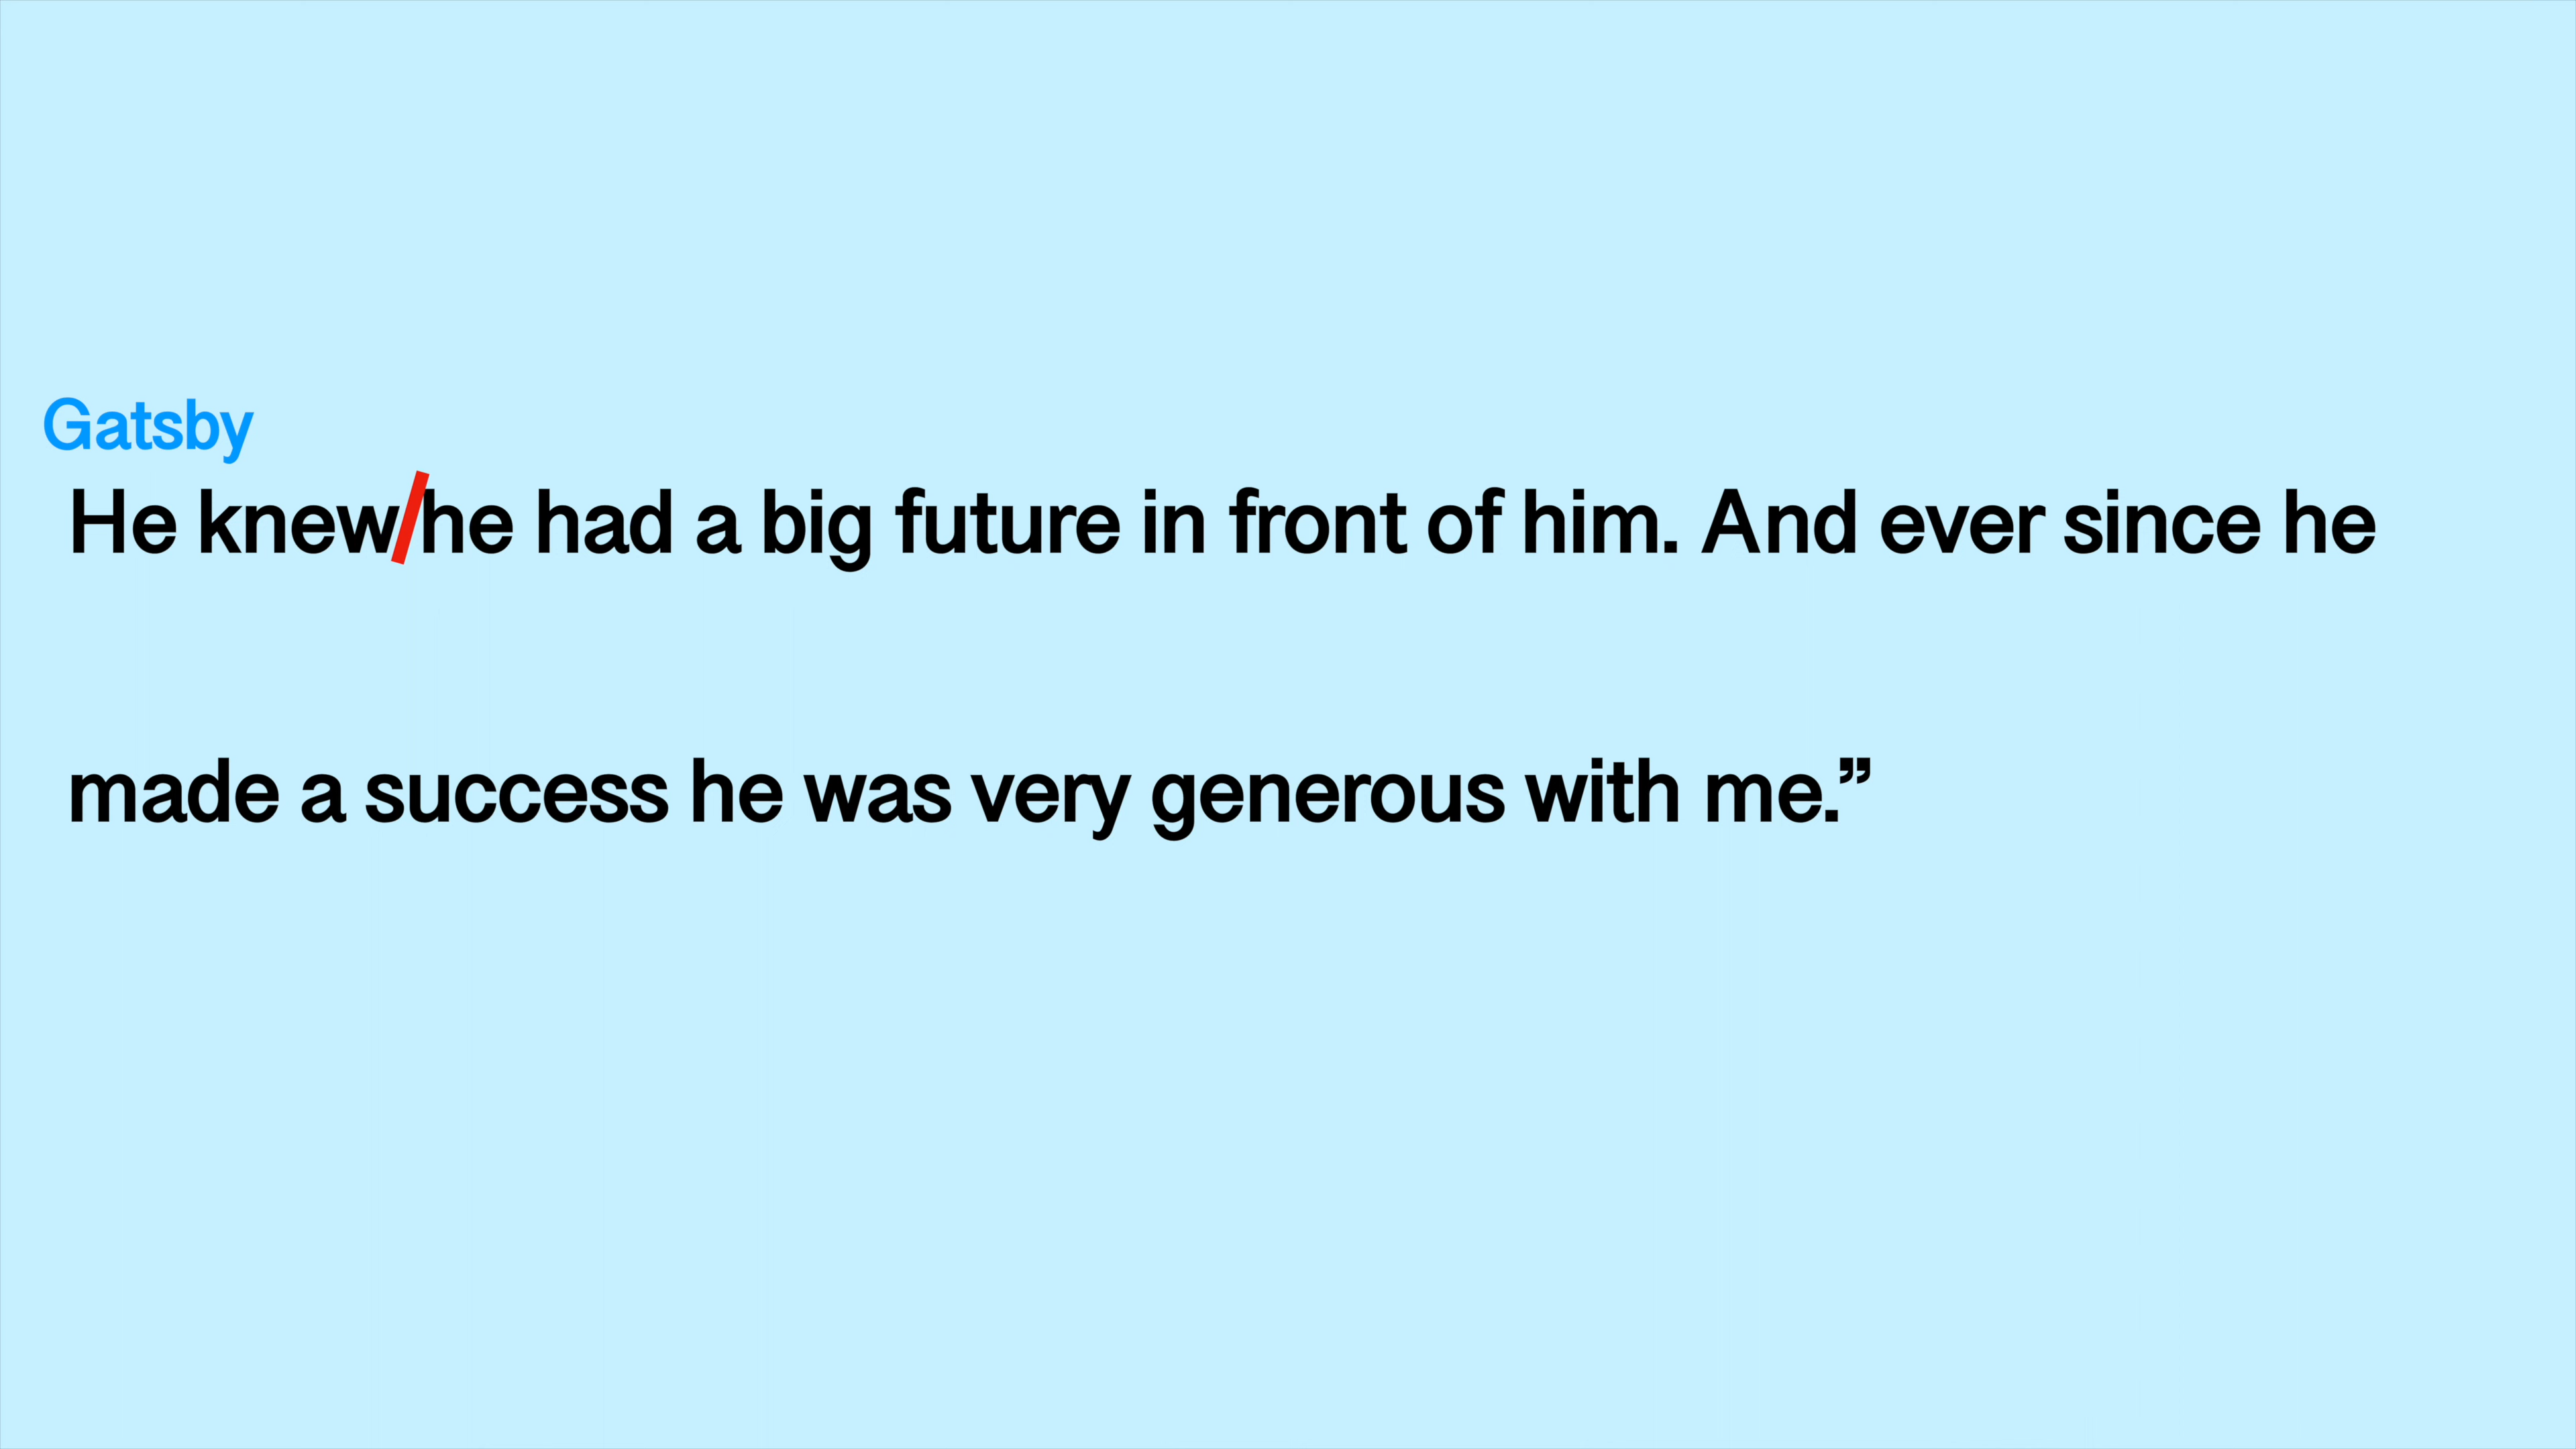 Gatsby
He knew/he had a big future in front of him. And ever since he
made a success he was very generous with me.”